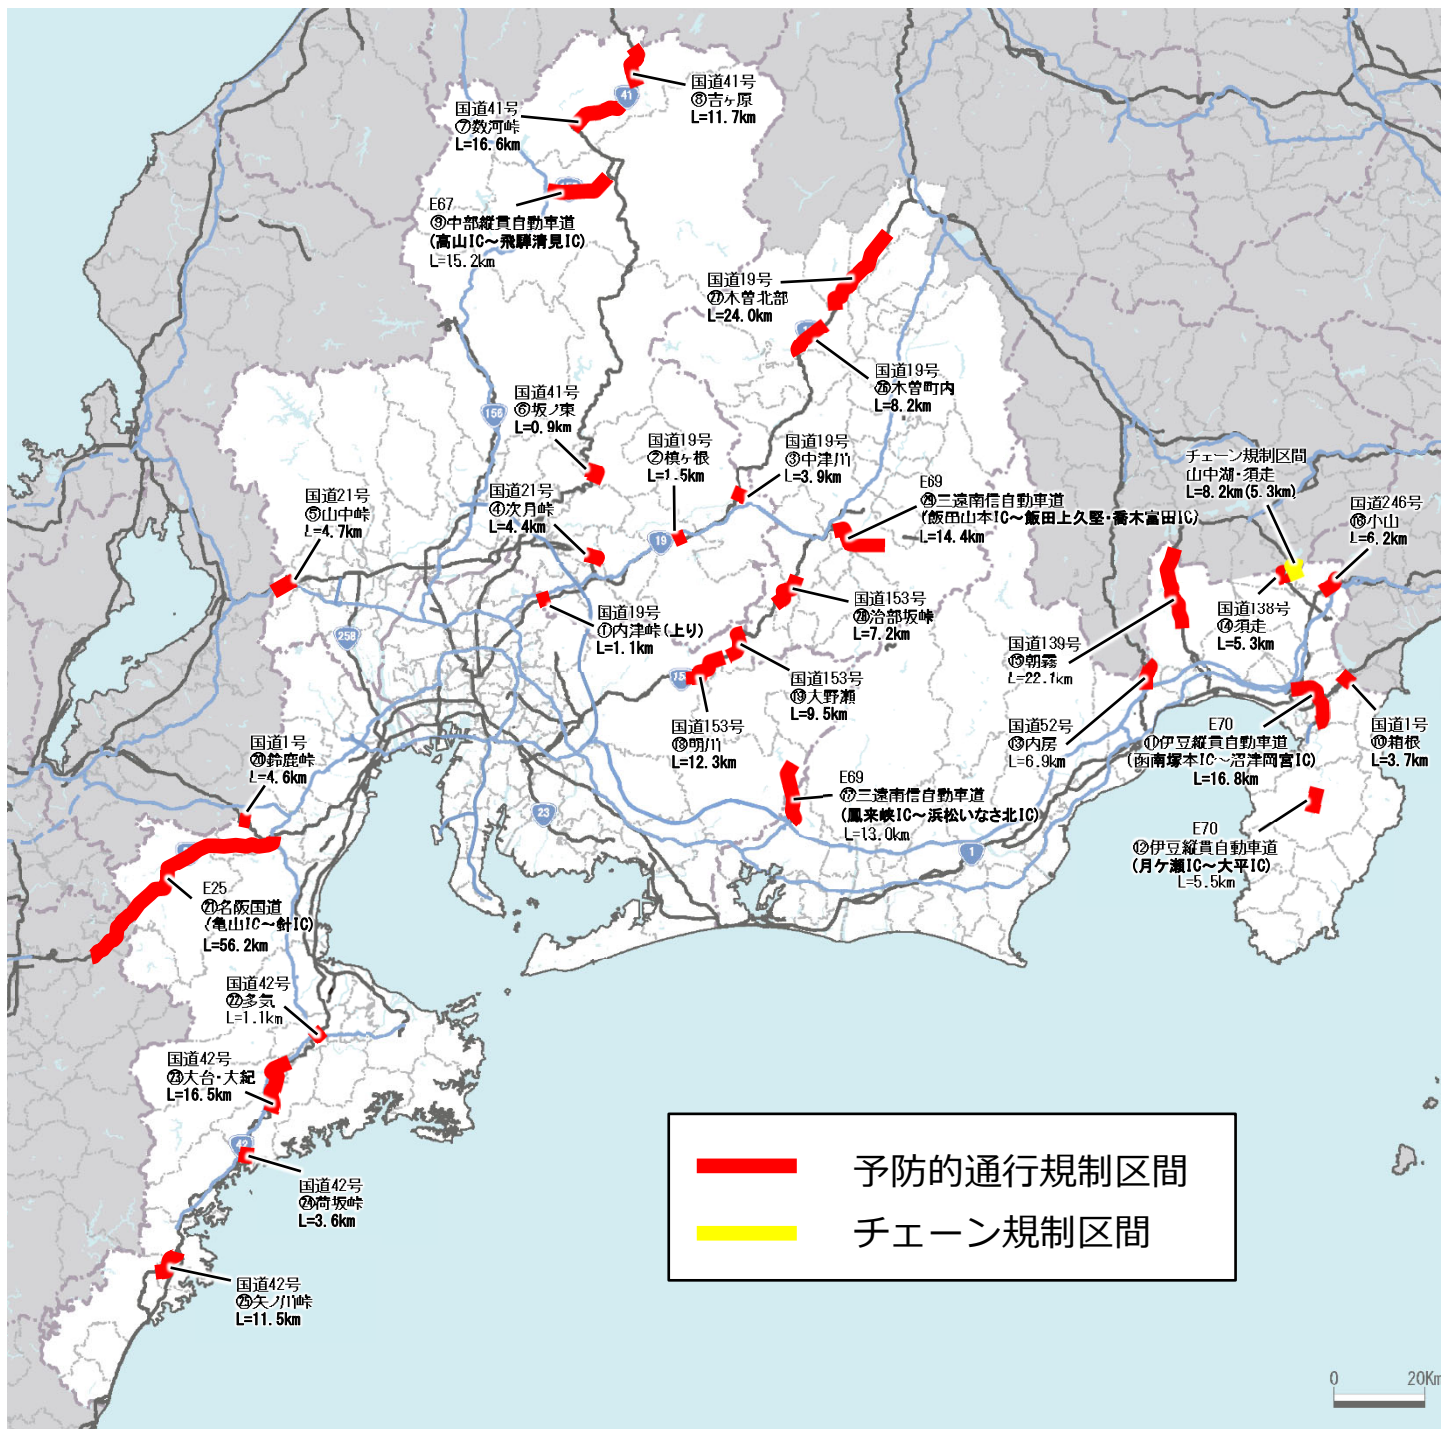 国道41号
⑧吉ヶ原
L=11.7km
国道41号
⑦数河峠
L=16.6km
41
E67
⑨中部縦貫自動車道
(高山IC～飛騨清見IC)
L=15.2km
国道19号
㉗木曽北部
L=24.0km
国道19号
㉖木曽町内
L=8.2km
国道41号
⑥坂ノ東
L=0.9km
156
国道19号
②槙ヶ根
L=1.5km
国道19号
③中津川
L=3.9km
国道21号
⑤山中峠
L=4.7km
国道21号
④次月峠
L=4.4km
19
E69
㉙三遠南信自動車道
(飯田山本IC～飯田上久堅・喬木富田IC)
L=14.4km
チェーン規制区間
山中湖・須走
L=8.2km(5.3km)
国道246号
⑯小山
L=6.2km
国道19号
①内津峠(上り)
L=1.1km
258
国道153号
㉘治部坂峠
L=7.2km
国道138号
⑭須走
L=5.3km
国道139号
⑮朝霧
L=22.1km
国道153号
⑲大野瀬
L=9.5km
国道153号
⑱明川
L=12.3km
国道52号
⑬内房
L=6.9km
E70
⑪伊豆縦貫自動車道
(函南塚本IC～沼津岡宮IC)
L=16.8km
国道1号
⑩箱根
L=3.7km
国道1号
⑳鈴鹿峠
L=4.6km
E69
⑰三遠南信自動車道
(鳳来峡IC～浜松いなさ北IC)
L=13.0km
23
1
E70
⑫伊豆縦貫自動車道
(月ケ瀬IC～大平IC)
L=5.5km
E25
㉑名阪国道
(亀山IC～針IC)
L=56.2km
国道42号
㉒多気
L=1.1km
国道42号
㉓大台・大紀
L=16.5km
42
国道42号
㉔荷坂峠
L=3.6km
国道42号
㉕矢ノ川峠
L=11.5km
予防的通行規制区間
チェーン規制区間
0 20Km